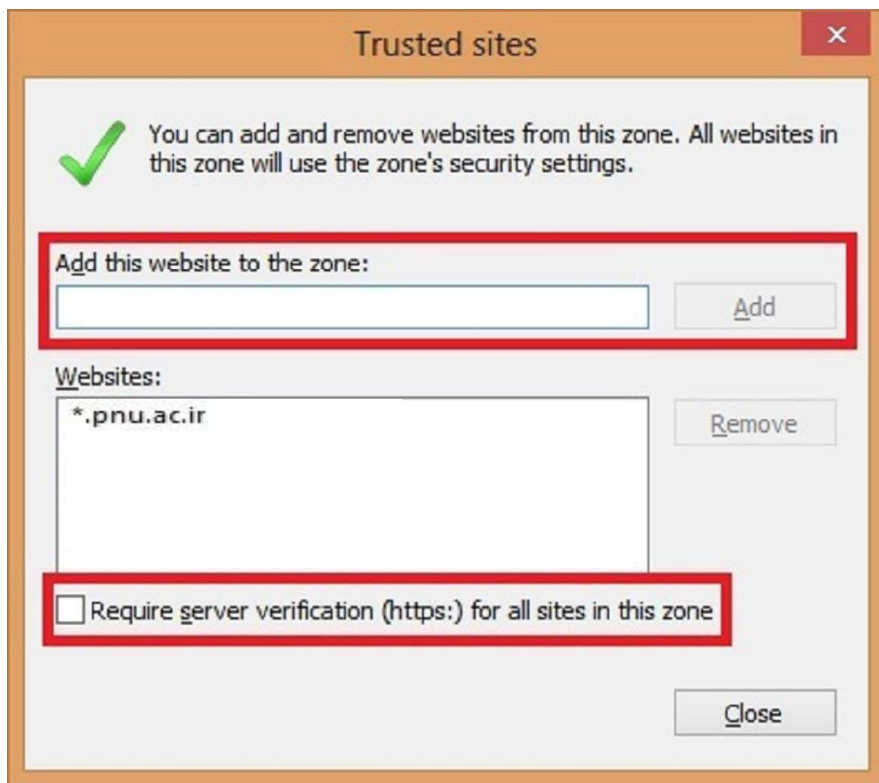 Trusted sites
You can add and remove websites from this zone. All websites in
this zone will use the zone's security settings.
Add this website to the zone:
Add
Websites:
*.pnu.ac.ir
Remove
Require server verification (https:) for all sites in this zone
Close